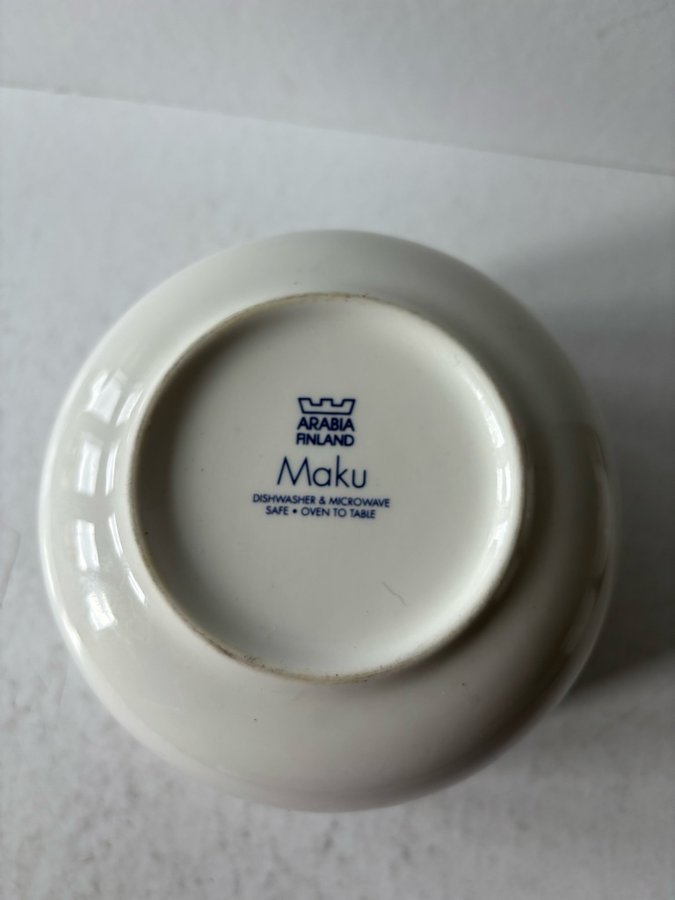 ARABIA
FINLAND
Maku
DISHWASHER & MICROWAVE
SAFE • OVEN TO TABLE